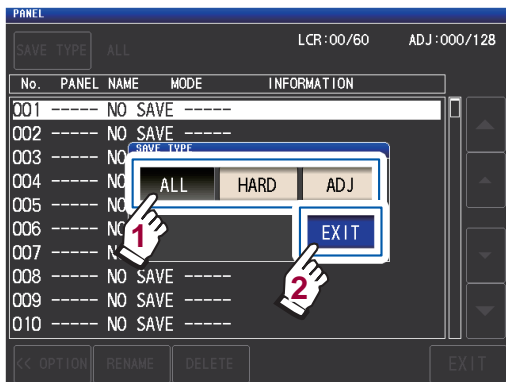 PANEL
SAVE TYPE ALL LCR:00/60 ADJ:000/128
No. PANEL NAME MODE INFORMATION
001 ----- NO SAVE -----
002 ----- NO SAVE -----
003 ----- NO
SAVE TYPE
004 ----- NO
ALL HARD ADJ
005 ----- NO
006 ----- NO
EXIT
1
007 -----
008 ----- NO SAVE -----
2
009 ----- NO SAVE -----
010 ----- NO SAVE -----
<< OPTION RENAME DELETE EXIT